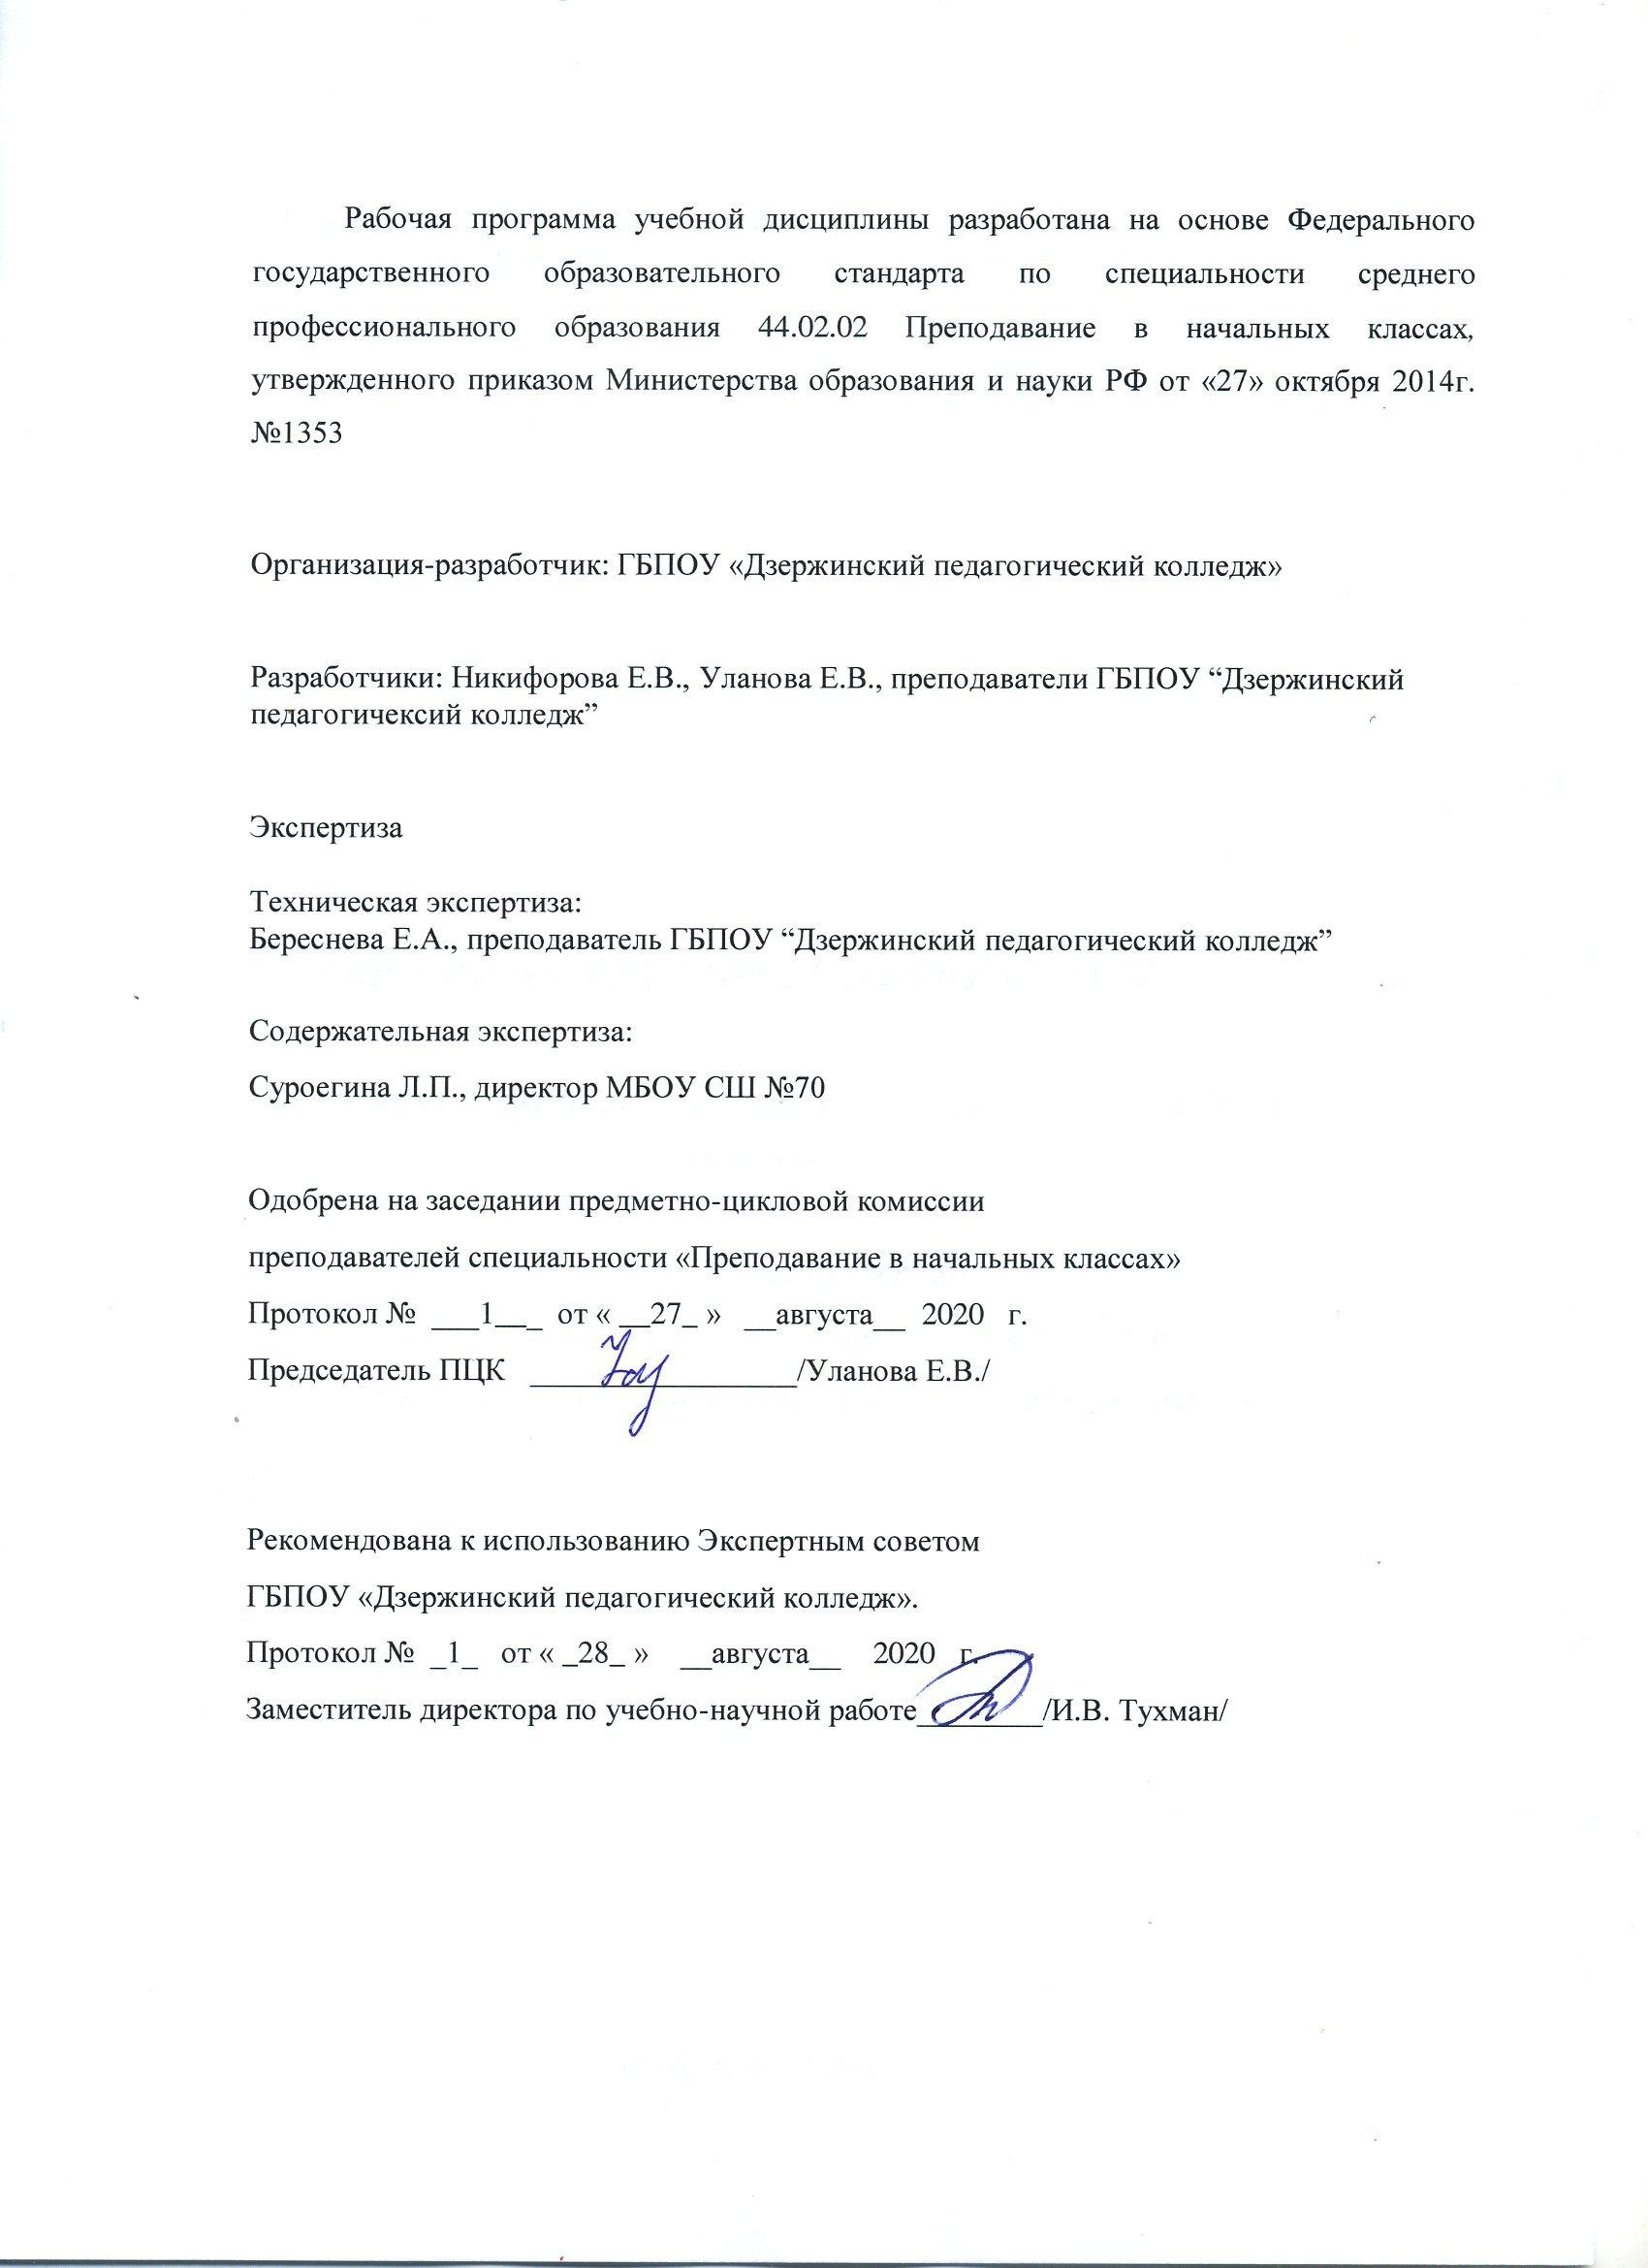 Рабочая программа учебной дисциплины разработана на основе Федерального
государственного образовательного стандарта по специальности среднего
профессионального образования 44.02.02 Преподавание в начальных классах,
утвержденного приказом Министерства образования и науки РФ от «27» октября 2014г.
№1353
Организация-разработчик: ГБПОУ «Дзержинский педагогический колледж»
Разработчики: Никифорова Е.В., Уланова Е.В., преподаватели ГБПОУ “Дзержинский
педагогичексий колледж”
Экспертиза
Техническая экспертиза:
Береснева Е.А., преподаватель ГБПОУ “Дзержинский педагогический колледж”
Содержательная экспертиза:
Суроегина Л.П., директор МБОУ СШ №70
Одобрена на заседании предметно-цикловой комиссии
преподавателей специальности «Преподавание в начальных классах»
Протокол № ___1___ от « __27_ » __августа__ 2020 г.
Председатель ПЦК _________________/Уланова Е.В./
Рекомендована к использованию Экспертным советом
ГБПОУ «Дзержинский педагогический колледж».
Протокол № _1_ от « _28_ » __августа__ 2020 г.
Заместитель директора по учебно-научной работе________/И.В. Тухман/